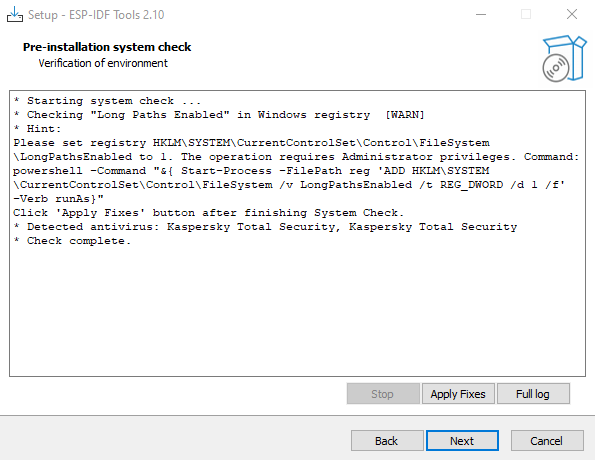 Setup - ESP-IDF Tools 2.10
Pre-installation system check
Verification of environment
* Starting system check ...
* Checking "Long Paths Enabled" in Windows registry  [WARN]
* Hint:
Please set registry HKLM\SYSTEM\CurrentControlSet\Control\FileSystem
\LongPathsEnabled to 1. The operation requires Administrator privileges. Command:
powershell -Command "&{ Start-Process -FilePath reg 'ADD HKLM\SYSTEM
\CurrentControlSet\Control\FileSystem /v LongPathsEnabled /t REG_DWORD /d 1 /f'
-Verb runAs}"
Click 'Apply Fixes' button after finishing System Check.
* Detected antivirus: Kaspersky Total Security, Kaspersky Total Security
* Check complete.
Stop
Apply Fixes
Full log
Back
Next
Cancel